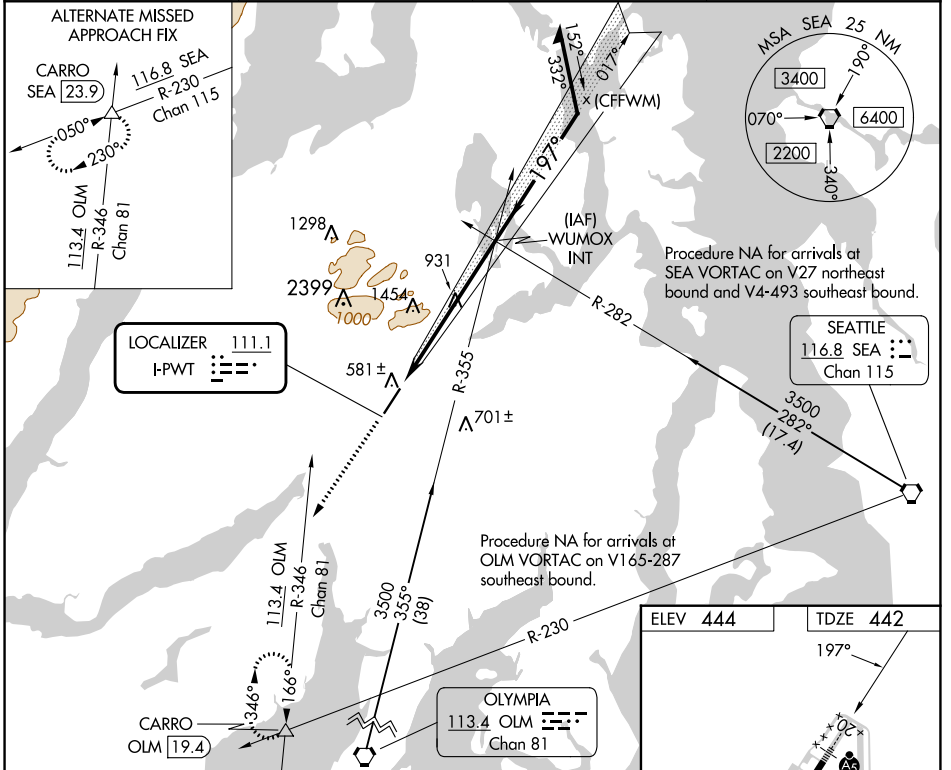 ALTERNATE MISSED
APPROACH FIX
CARRO
SEA 23.9
116.8 SEA
R-230
Chan 115
050°
230°
113.4 OLM
R-346
Chan 81
152°
332°
017°
(CFFWM)
197°
MSA SEA 25 NM
190°
3400
070°
6400
2200
340°
(IAF)
WUMOX
INT
Procedure NA for arrivals at
SEA VORTAC on V27 northeast
bound and V4-493 southeast bound.
1298
931
2399
1454
1000
R-282
LOCALIZER 111.1
I-PWT
581 ±
R-355
701 ±
SEATTLE
116.8 SEA
Chan 115
3500
282°
(17.4)
Procedure NA for arrivals at
OLM VORTAC on V165-287
southeast bound.
113.4 OLM
R-346
Chan 81
3500
355°
(38)
R-230
346°
166°
CARRO
OLM 19.4
OLYMPIA
113.4 OLM
Chan 81
ELEV 444
TDZE 442
197°
20
A5